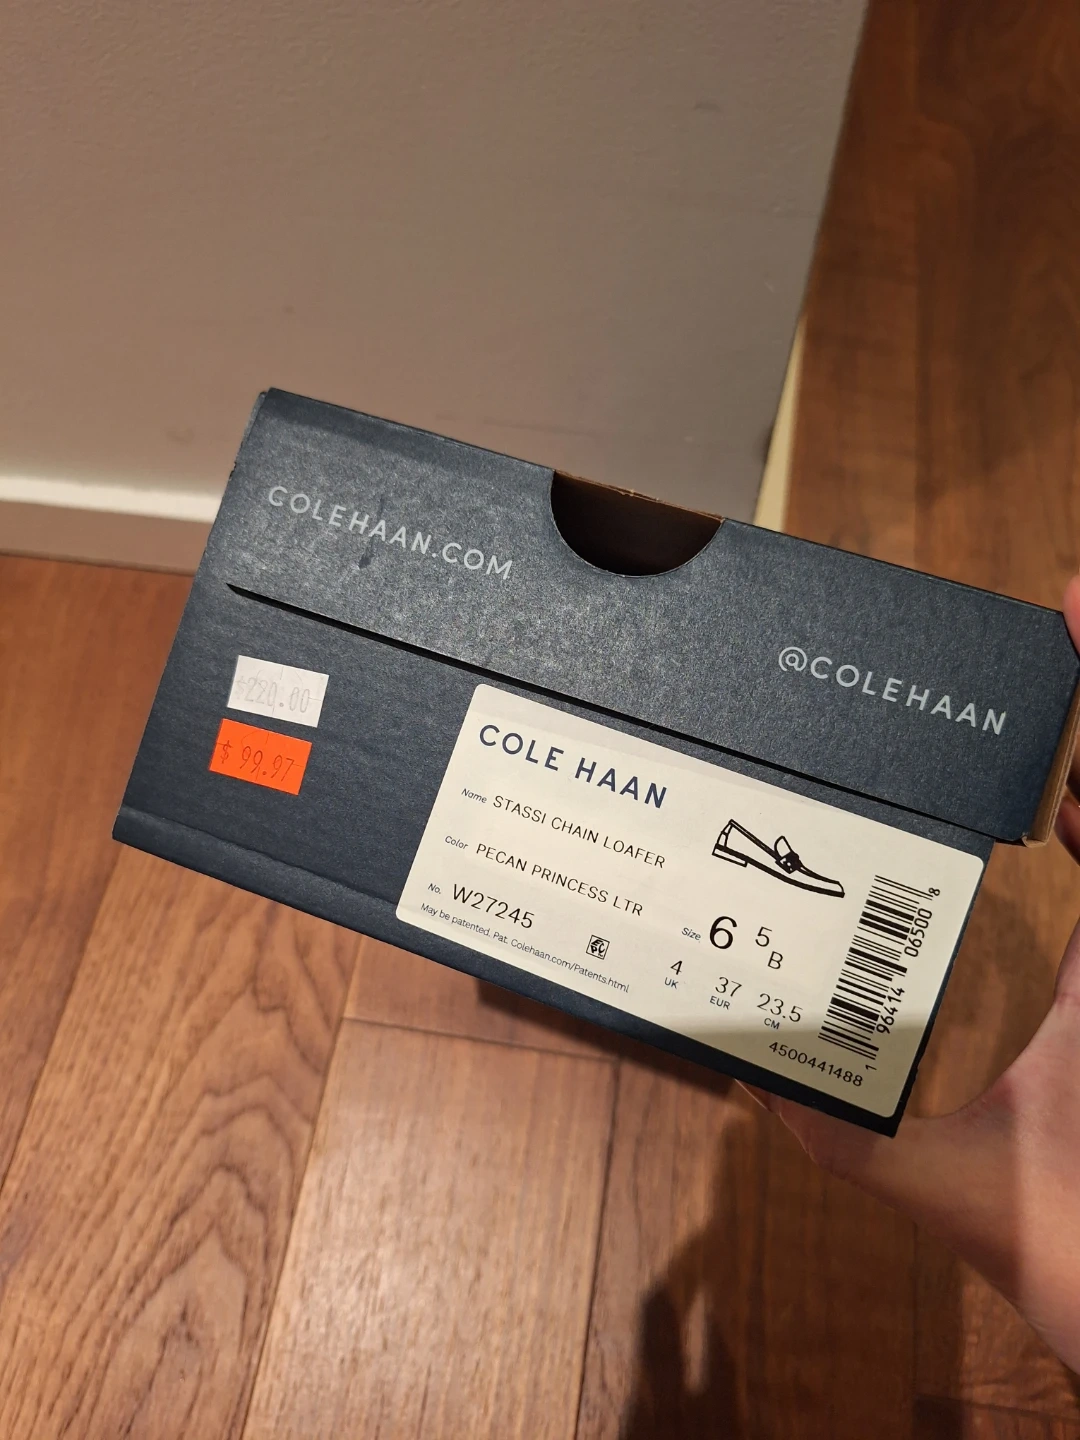 COLEHAAN.COM
@COLEHAAN
$220.00
$ 99.97
COLE HAAN
Name STASSI CHAIN LOAFER
Color PECAN PRINCESS LTR
No. W27245
May be patented. Pat. Colehaan.com/Patents.html
Size 6 5 B
4 UK 37 EUR 23.5 CM
4500441488
1 96414 06500 8